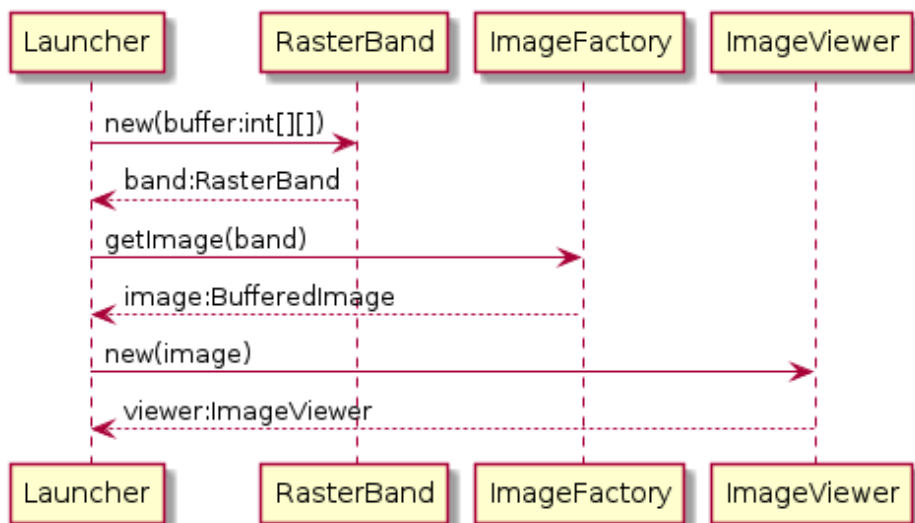 Launcher RasterBand ImageFactory ImageViewer
new(buffer:int[][])
band:RasterBand
getImage(band)
image:BufferedImage
new(image)
viewer:ImageViewer
Launcher RasterBand ImageFactory ImageViewer